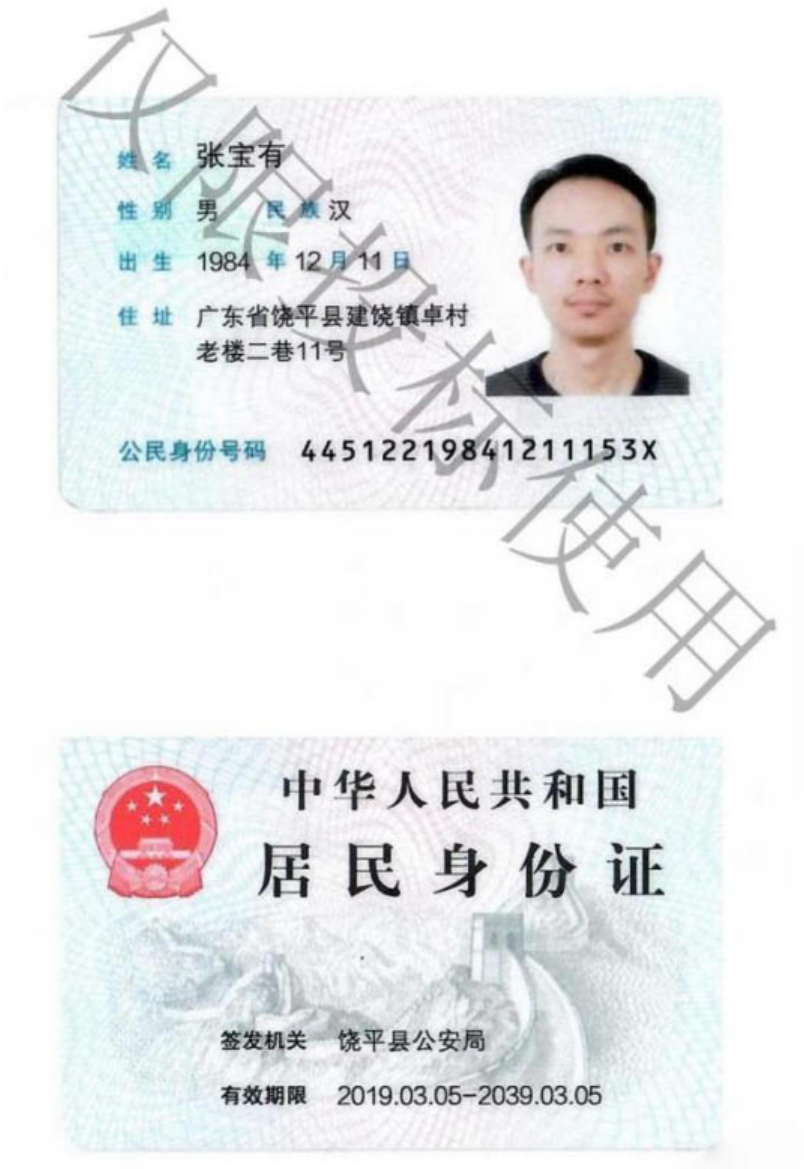 姓名 张宝有
性别 男 民族 汉
出生 1984 年 12 月 11 日
住址 广东省饶平县建饶镇卓村
老楼二巷11号
公民身份号码 44512219841211153X
仅限投标使用
中华人民共和国
居民身份证
签发机关 饶平县公安局
有效期限 2019.03.05-2039.03.05